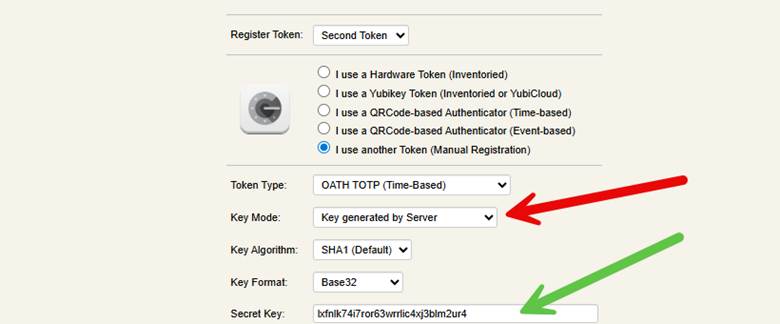 Register Token: Second Token
I use a Hardware Token (Inventoried)
I use a Yubikey Token (Inventoried or YubiCloud)
I use a QRCode-based Authenticator (Time-based)
I use a QRCode-based Authenticator (Event-based)
I use another Token (Manual Registration)
Token Type: OATH TOTP (Time-Based)
Key Mode: Key generated by Server
Key Algorithm: SHA1 (Default)
Key Format: Base32
Secret Key: lxfnlk74i7ror63wrrlic4xj3blm2ur4